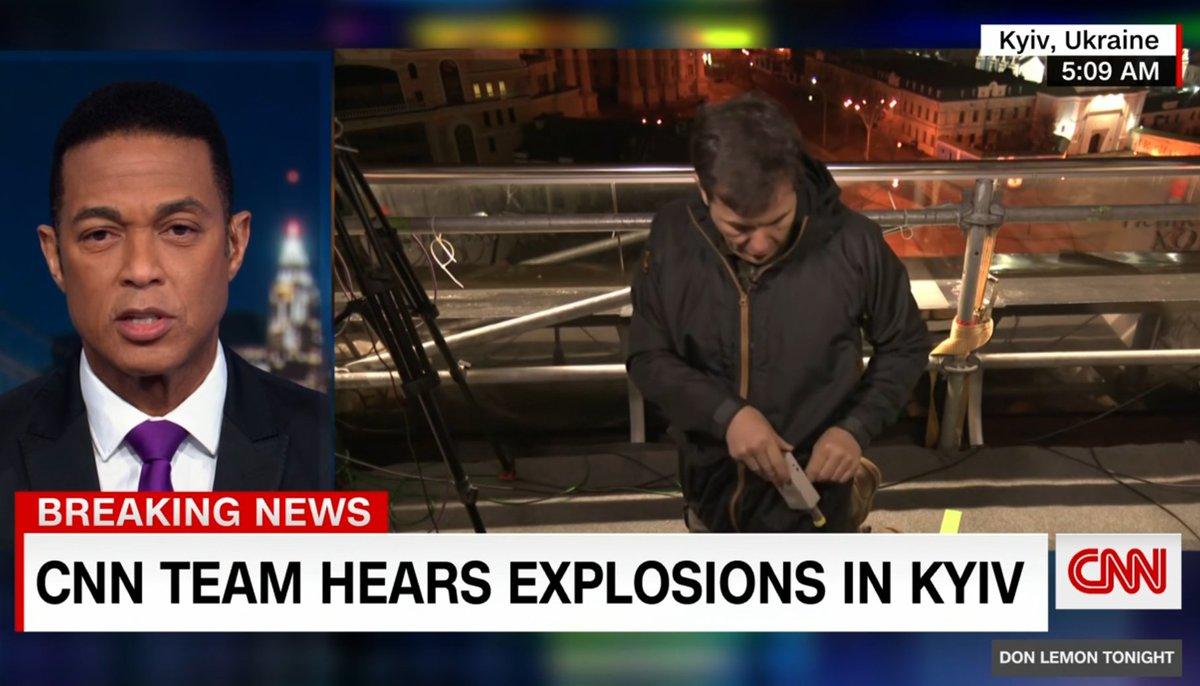 Kyiv, Ukraine
5:09 AM
BREAKING NEWS
CNN TEAM HEARS EXPLOSIONS IN KYIV
CNN
DON LEMON TONIGHT